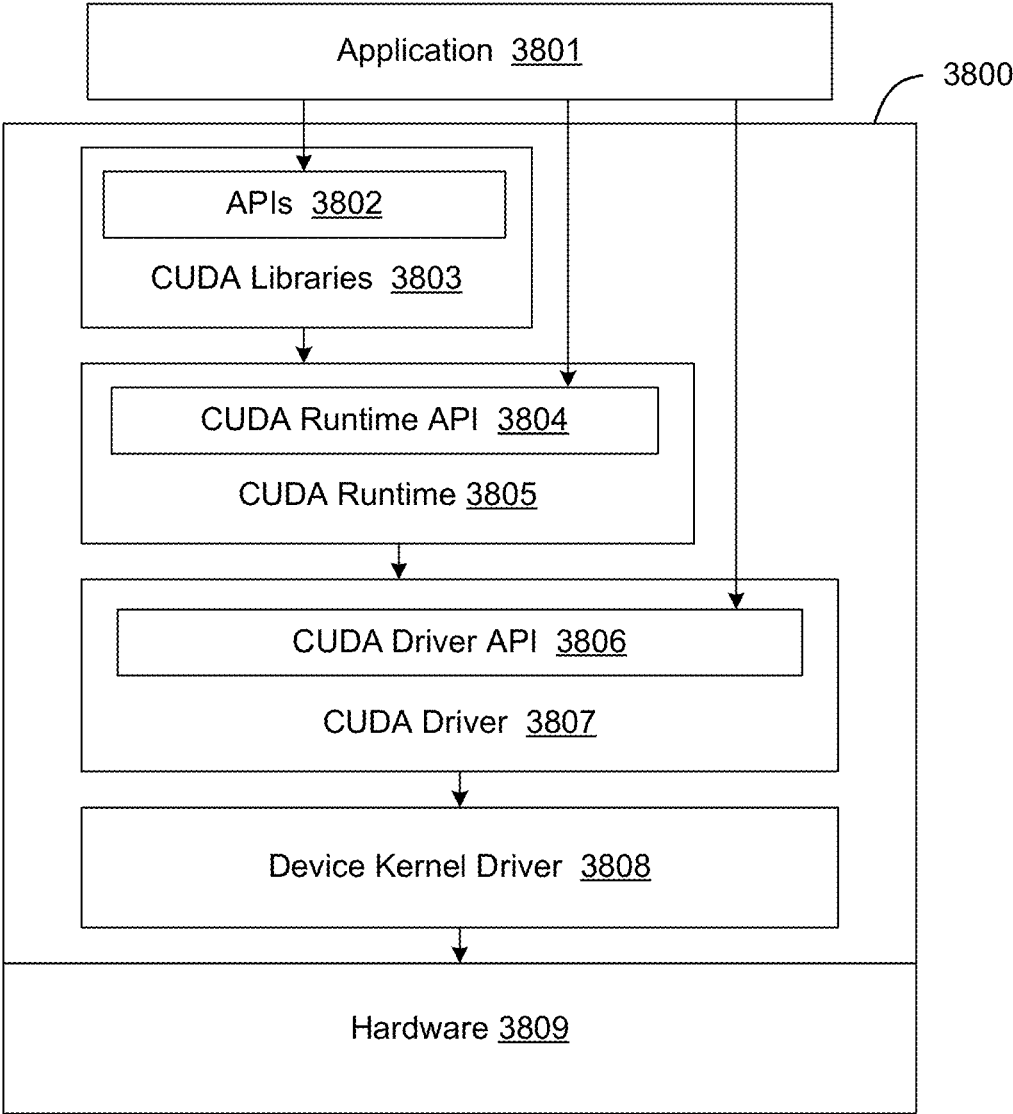 Application 3801
3800
APIs 3802
CUDA Libraries 3803
CUDA Runtime API 3804
CUDA Runtime 3805
CUDA Driver API 3806
CUDA Driver 3807
Device Kernel Driver 3808
Hardware 3809